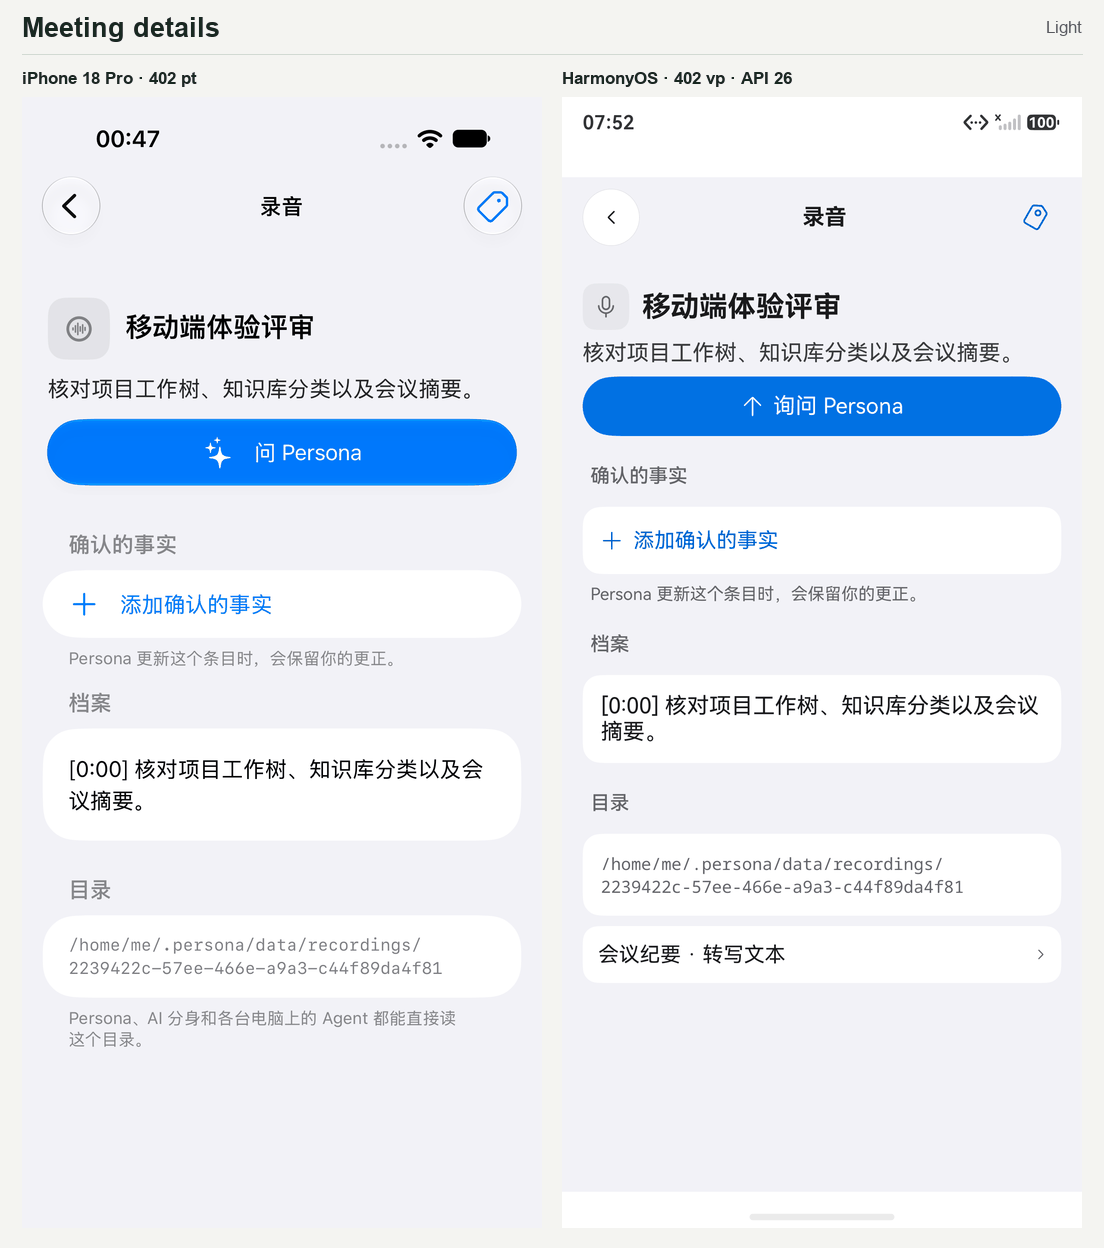 Meeting details
Light
iPhone 18 Pro · 402 pt
00:47
录音
移动端体验评审
核对项目工作树、知识库分类以及会议摘要。
问 Persona
确认的事实
添加确认的事实
Persona 更新这个条目时，会保留你的更正。
档案
[0:00] 核对项目工作树、知识库分类以及会
议摘要。
目录
/home/me/.persona/data/recordings/
2239422c-57ee-466e-a9a3-c44f89da4f81
Persona、AI 分身和各台电脑上的 Agent 都能直接读
这个目录。
HarmonyOS · 402 vp · API 26
07:52
100
录音
移动端体验评审
核对项目工作树、知识库分类以及会议摘要。
询问 Persona
确认的事实
添加确认的事实
Persona 更新这个条目时，会保留你的更正。
档案
[0:00] 核对项目工作树、知识库分类以及会议
摘要。
目录
/home/me/.persona/data/recordings/
2239422c-57ee-466e-a9a3-c44f89da4f81
会议纪要 · 转写文本